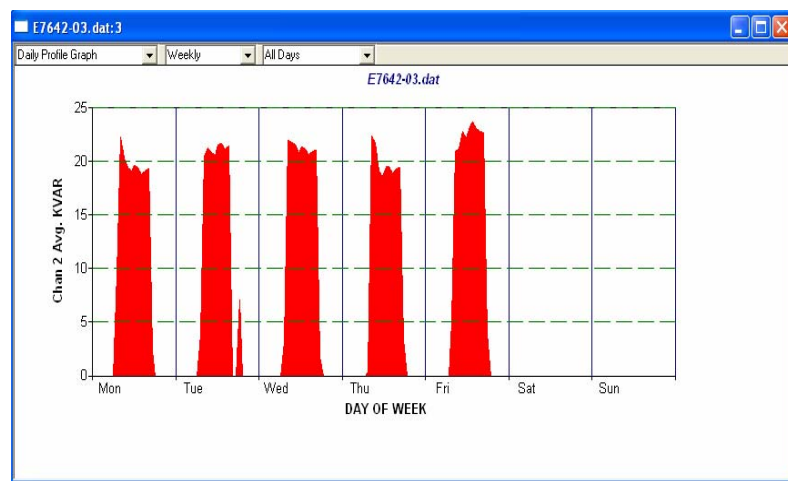 E7642-03.dat:3
Daily Profile Graph Weekly All Days
E7642-03.dat
25
20
15
10
5
0
Chan 2 Avg. KVAR
Mon Tue Wed Thu Fri Sat Sun
DAY OF WEEK